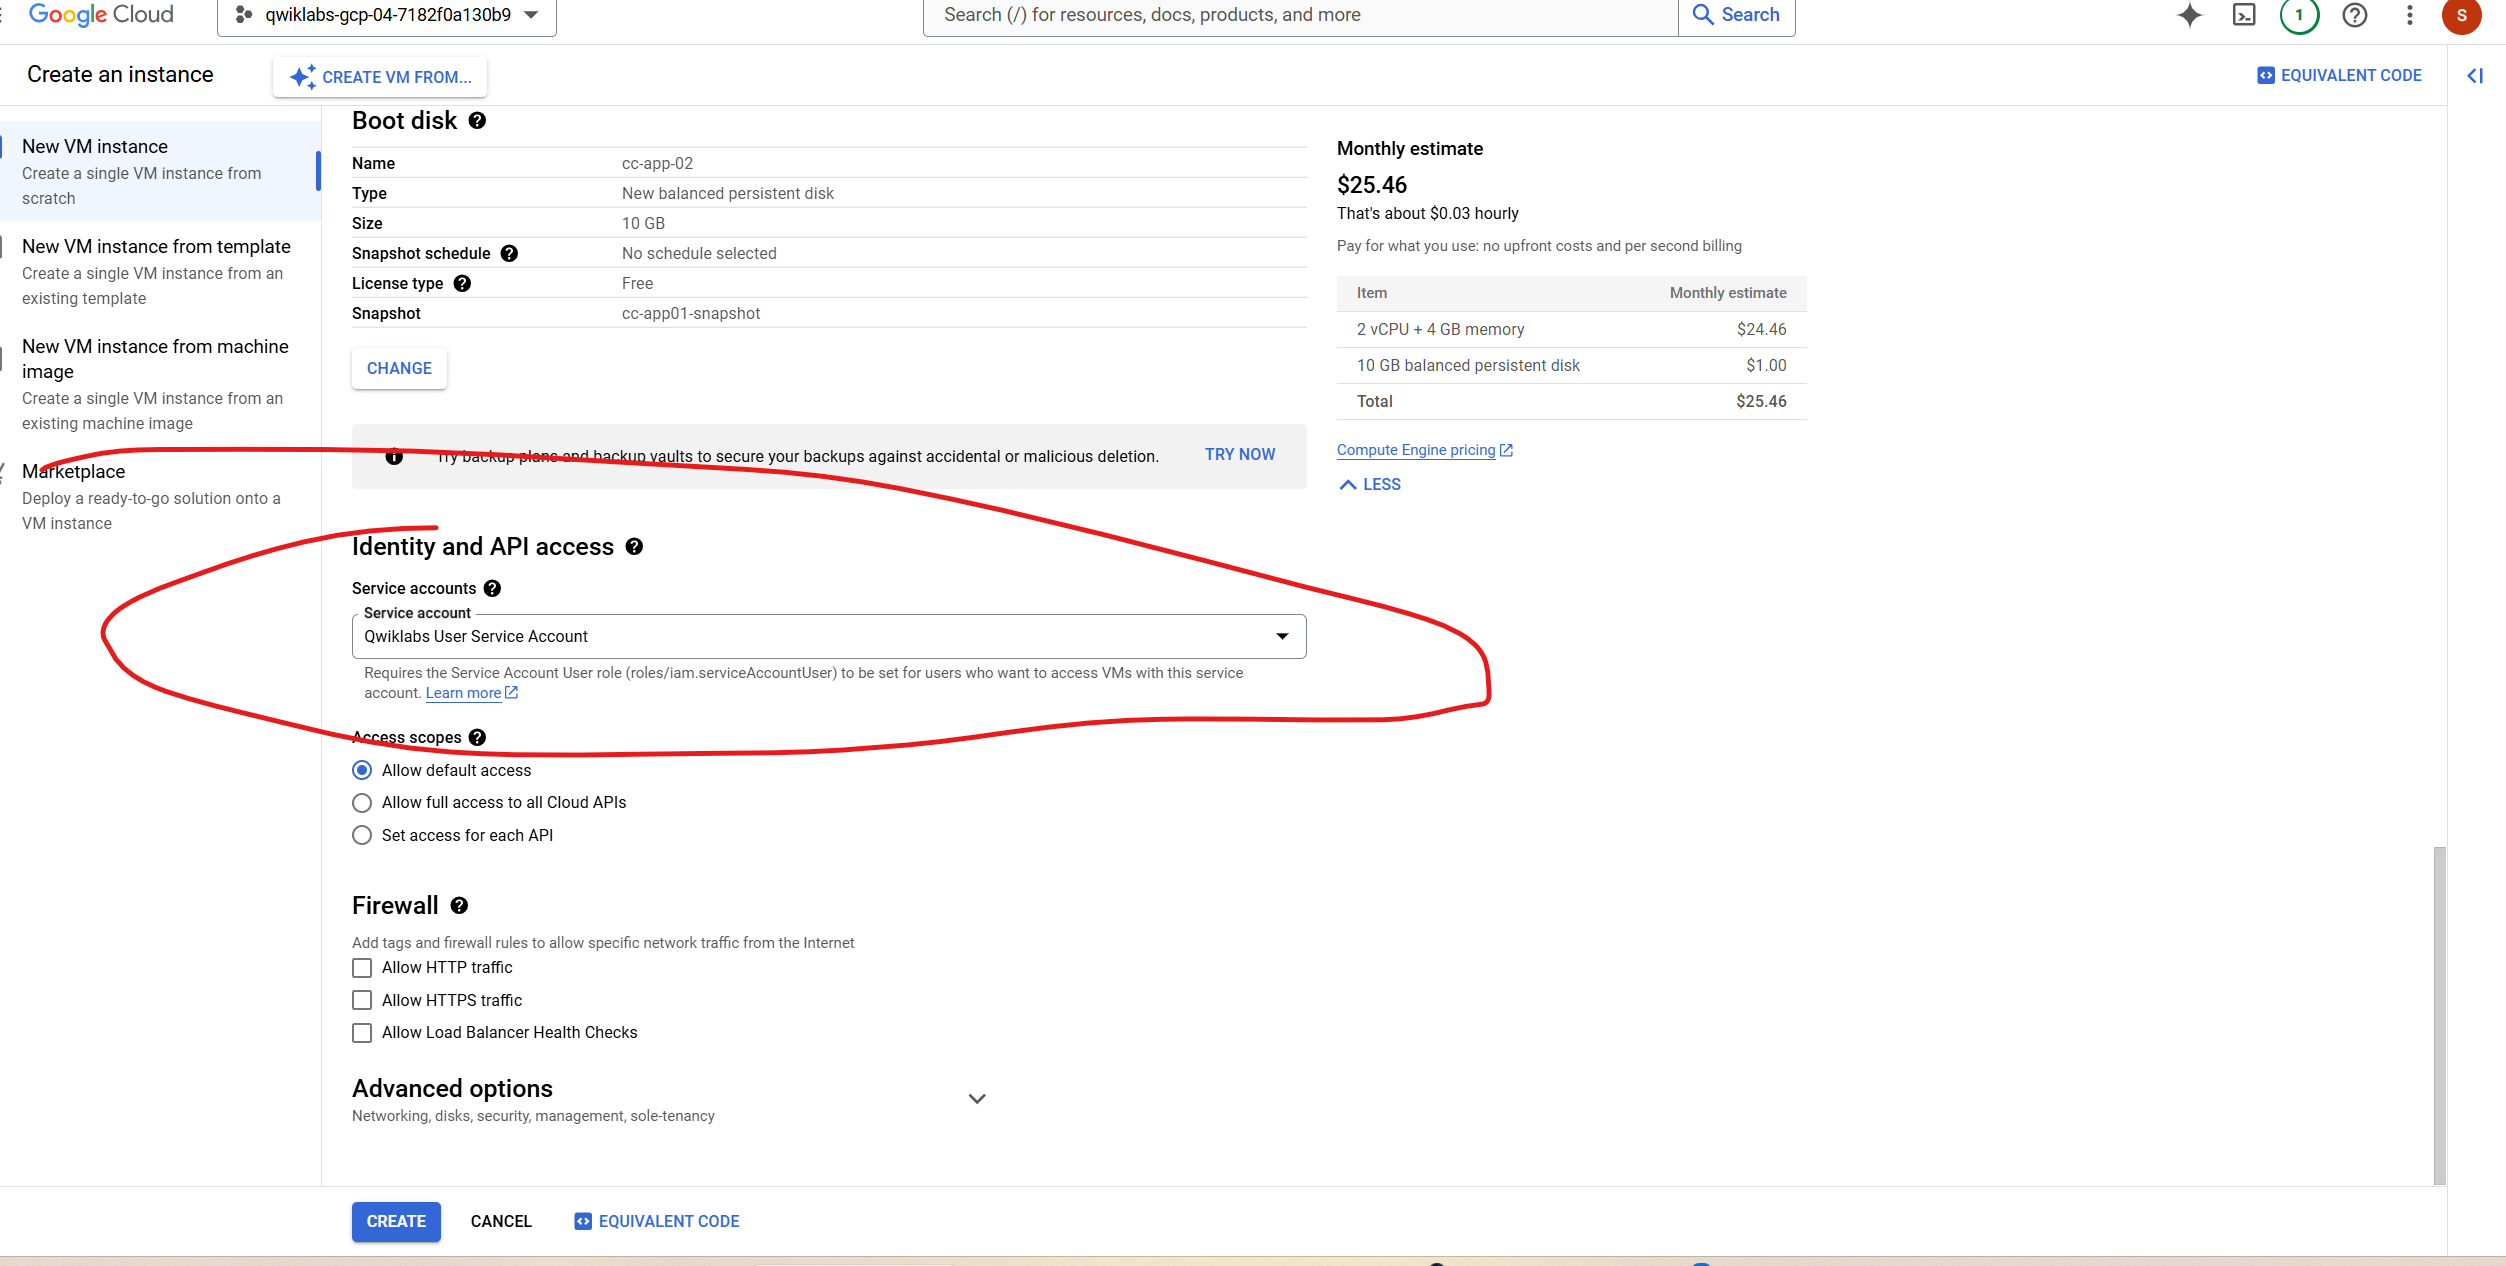 Google Cloud
qwiklabs-gcp-04-7182f0a130b9
Search (/) for resources, docs, products, and more
Search
1
S
Create an instance
CREATE VM FROM...
EQUIVALENT CODE
New VM instance
Create a single VM instance from
scratch
New VM instance from template
Create a single VM instance from an
existing template
New VM instance from machine
image
Create a single VM instance from an
existing machine image
Marketplace
Deploy a ready-to-go solution onto a
VM instance
Boot disk
Name cc-app-02
Type New balanced persistent disk
Size 10 GB
Snapshot schedule No schedule selected
License type Free
Snapshot cc-app01-snapshot
CHANGE
Try backup plans and backup vaults to secure your backups against accidental or malicious deletion. TRY NOW
Identity and API access
Service accounts
Service account
Qwiklabs User Service Account
Requires the Service Account User role (roles/iam.serviceAccountUser) to be set for users who want to access VMs with this service
account. Learn more
Access scopes
Allow default access
Allow full access to all Cloud APIs
Set access for each API
Firewall
Add tags and firewall rules to allow specific network traffic from the Internet
Allow HTTP traffic
Allow HTTPS traffic
Allow Load Balancer Health Checks
Advanced options
Networking, disks, security, management, sole-tenancy
Monthly estimate
$25.46
That's about $0.03 hourly
Pay for what you use: no upfront costs and per second billing
Item Monthly estimate
2 vCPU + 4 GB memory $24.46
10 GB balanced persistent disk $1.00
Total $25.46
Compute Engine pricing
LESS
CREATE CANCEL EQUIVALENT CODE